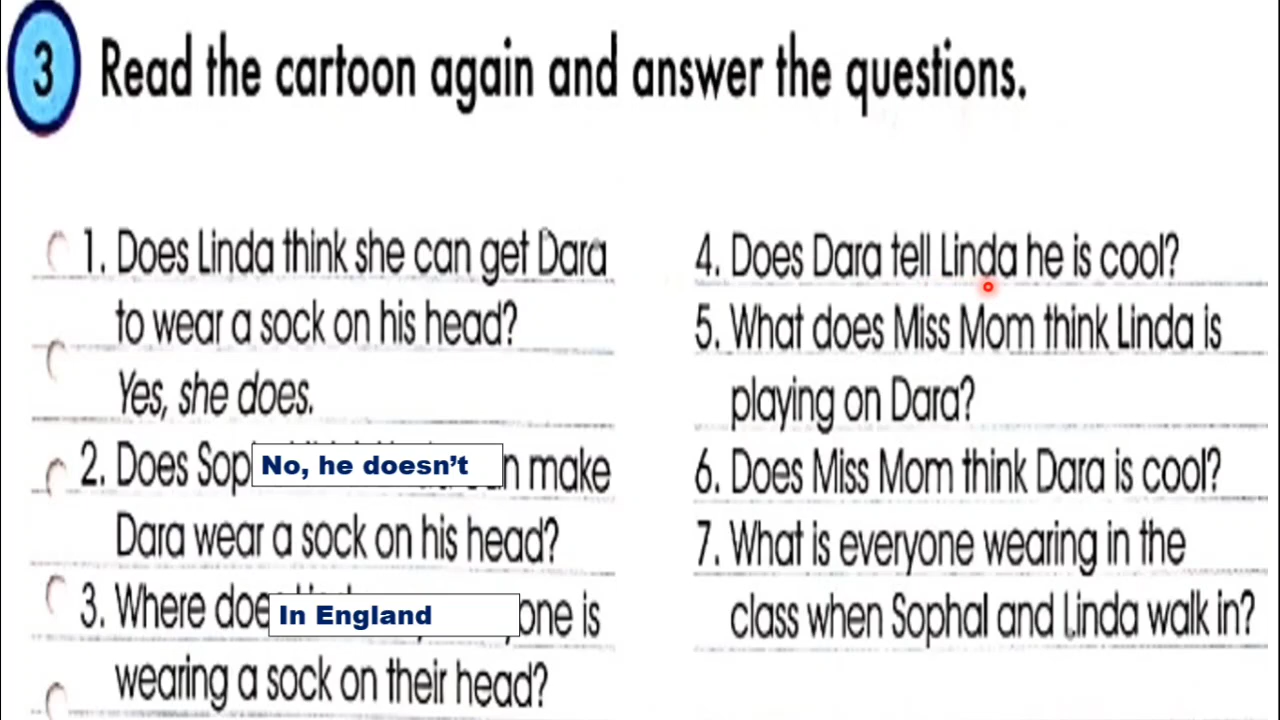 3 Read the cartoon again and answer the questions.
1. Does Linda think she can get Dara
to wear a sock on his head?
Yes, she does.
2. Does Sop No, he doesn't n make
Dara wear a sock on his head?
3. Where doe In England one is
wearing a sock on their head?
4. Does Dara tell Linda he is cool?
5. What does Miss Mom think Linda is
playing on Dara?
6. Does Miss Mom think Dara is cool?
7. What is everyone wearing in the
class when Sophal and Linda walk in?